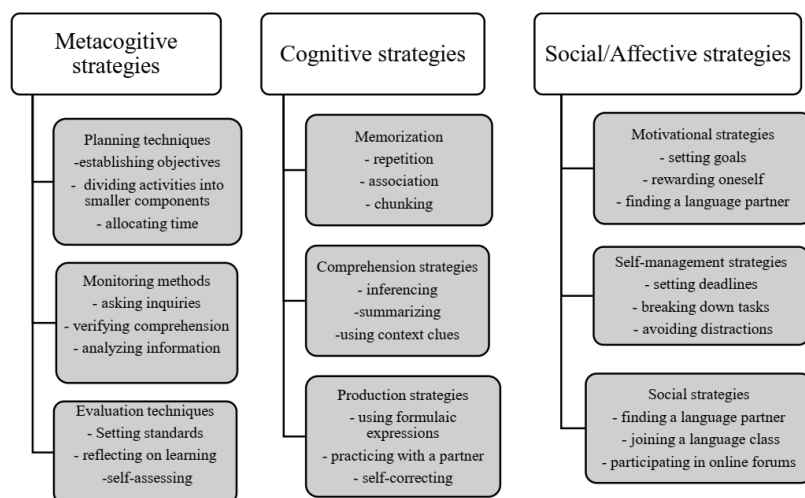 Metacogitive
strategies
Planning techniques
-establishing objectives
- dividing activities into
smaller components
- allocating time
Monitoring methods
- asking inquiries
- verifying comprehension
- analyzing information
Evaluation techniques
- Setting standards
- reflecting on learning
-self-assessing
Cognitive strategies
Memorization
- repetition
- association
- chunking
Comprehension strategies
- inferencing
-summarizing
-using context clues
Production strategies
- using formulaic
expressions
- practicing with a partner
- self-correcting
Social/Affective strategies
Motivational strategies
- setting goals
- rewarding oneself
- finding a language partner
Self-management strategies
- setting deadlines
- breaking down tasks
- avoiding distractions
Social strategies
- finding a language partner
- joining a language class
- participating in online forums